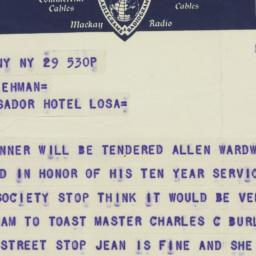 Commercial Cables
Cables
Mackay Radio
NY NY 29 530P
EHMAN=
SADOR HOTEL LOSA=
NNER WILL BE TENDERED ALLEN WARDW
D IN HONOR OF HIS TEN YEAR SERVIC
SOCIETY STOP THINK IT WOULD BE VE
AM TO TOAST MASTER CHARLES C BURL
STREET STOP JEAN IS FINE AND SHE